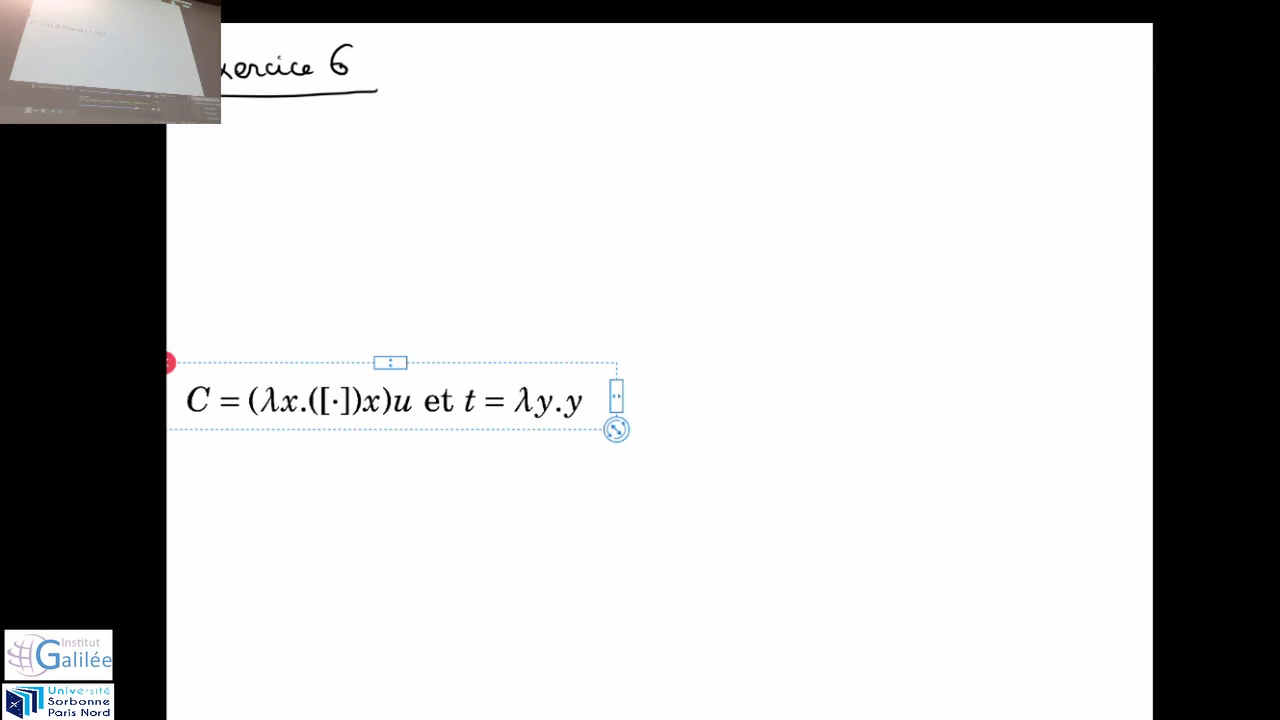 xercice 6
C = (λx.([·])x)u et t = λy.y
Institut
Galilée
Université
Sorbonne
Paris Nord